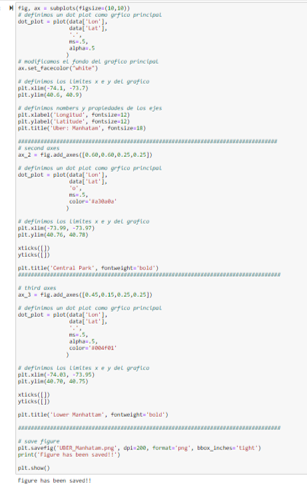 fig, ax = subplots(figsize=(10,10))
# definimos un dot plot como grfico principal
dot_plot = plot(data['Lon'],
data['Lat'],
'.',
ms=.5,
alpha=.5
)
# modificamos el fondo del grafico principal
ax.set_facecolor("white")
# definimos los limites x e y del grafico
plt.xlim(-74.1, -73.7)
plt.ylim(40.6, 40.9)
# definimos numbers y propiedades de los ejes
plt.xlabel('Longitud', fontsize=12)
plt.ylabel('Latitude', fontsize=12)
plt.title('Uber: Manhatam', fontsize=18)
################################################################################
# second axes
ax_2 = fig.add_axes([0.60,0.60,0.25,0.25])
# definimos un dot plot como grfico principal
dot_plot = plot(data['Lon'],
data['Lat'],
'o',
ms=.5,
color='#a30a0a'
)
# definimos los limites x e y del grafico
plt.xlim(-73.99, -73.97)
plt.ylim(40.76, 40.78)
xticks([])
yticks([])
plt.title('Central Park', fontweight='bold')
################################################################################
# third axes
ax_3 = fig.add_axes([0.45,0.15,0.25,0.25])
# definimos un dot plot como grfico principal
dot_plot = plot(data['Lon'],
data['Lat'],
'.',
ms=.5,
alpha=.5,
color='#004f01'
)
# definimos los limites x e y del grafico
plt.xlim(-74.03, -73.95)
plt.ylim(40.70, 40.75)
xticks([])
yticks([])
plt.title('Lower Manhattam', fontweight='bold')
################################################################################
# save figure
plt.savefig('UBER_Manhatam.png', dpi=200, format='png', bbox_inches='tight')
print('Figure has been saved!!')
plt.show()
Figure has been saved!!